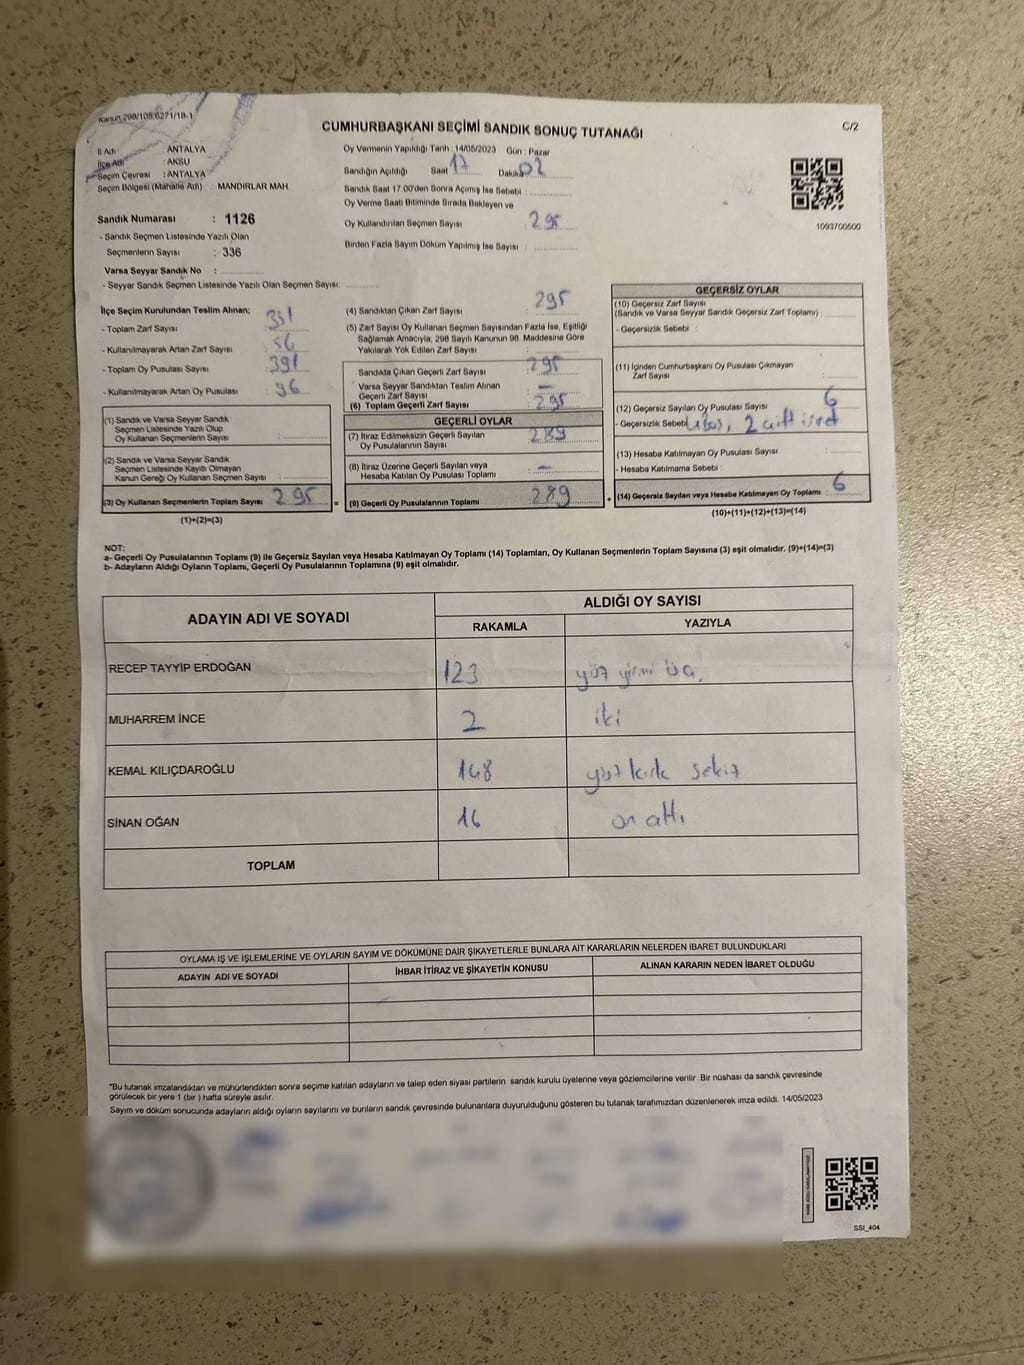 Kanun 298/105;6271/18-1
CUMHURBAŞKANI SEÇİMİ SANDIK SONUÇ TUTANAĞI
C/2
İl Adı : ANTALYA
İlçe Adı : AKSU
Seçim Çevresi : ANTALYA
Seçim Bölgesi (Mahalle Adı) : MANDIRLAR MAH.
Sandık Numarası : 1126
- Sandık Seçmen Listesinde Yazılı Olan
Seçmenlerin Sayısı : 336
Varsa Seyyar Sandık No :
- Seyyar Sandık Seçmen Listesinde Yazılı Olan Seçmen Sayısı:
Oy Vermenin Yapıldığı Tarih : 14/05/2023 Gün : Pazar
Sandığın Açıldığı Saat 17 Dakika 02
Sandık Saat 17:00'den Sonra Açımış İse Sebebi :
Oy Verme Saati Bitiminde Sırada Bekleyen ve
Oy Kullandırılan Seçmen Sayısı : 295
Birden Fazla Sayım Döküm Yapılmış İse Sayısı :
1093700500
İlçe Seçim Kurulundan Teslim Alınan;
- Toplam Zarf Sayısı : 351
- Kullanılmayarak Artan Zarf Sayısı : 56
- Toplam Oy Pusulası Sayısı : 391
- Kullanılmayarak Artan Oy Pusulası : 96
(1) Sandık ve Varsa Seyyar Sandık
Seçmen Listesinde Yazılı Olup
Oy Kullanan Seçmenlerin Sayısı :
(2) Sandık ve Varsa Seyyar Sandık
Seçmen Listesinde Kayıtlı Olmayan
Kanun Gereği Oy Kullanan Seçmen Sayısı :
(3) Oy Kullanan Seçmenlerin Toplam Sayısı : 295 =
(1)+(2)=(3)
(4) Sandıktan Çıkan Zarf Sayısı : 295
(5) Zarf Sayısı Oy Kullanan Seçmen Sayısından Fazla İse, Eşitliği
Sağlamak Amacıyla, 298 Sayılı Kanunun 98. Maddesine Göre
Yakılarak Yok Edilen Zarf Sayısı :
Sandıkta Çıkan Geçerli Zarf Sayısı : 295
Varsa Seyyar Sandıktan Teslim Alınan
Geçerli Zarf Sayısı : –
(6) Toplam Geçerli Zarf Sayısı : 295
GEÇERLİ OYLAR
(7) İtiraz Edilmeksizin Geçerli Sayılan
Oy Pusulalarının Sayısı : 289
(8) İtiraz Üzerine Geçerli Sayılan veya
Hesaba Katılan Oy Pusulası Toplamı : –
(9) Geçerli Oy Pusulalarının Toplamı : 289 +
GEÇERSİZ OYLAR
(10) Geçersiz Zarf Sayısı
(Sandık ve Varsa Seyyar Sandık Geçersiz Zarf Toplamı) :
- Geçersizlik Sebebi :
(11) İçinden Cumhurbaşkanı Oy Pusulası Çıkmayan
Zarf Sayısı :
(12) Geçersiz Sayılan Oy Pusulası Sayısı : 6
- Geçersizlik Sebebi : 2 çift isret
(13) Hesaba Katılmayan Oy Pusulası Sayısı :
- Hesaba Katılmama Sebebi :
(14) Geçersiz Sayılan veya Hesaba Katılmayan Oy Toplamı : 6
(10)+(11)+(12)+(13)=(14)
NOT:
a- Geçerli Oy Pusulalarının Toplamı (9) ile Geçersiz Sayılan veya Hesaba Katılmayan Oy Toplamı (14) Toplamları, Oy Kullanan Seçmenlerin Toplam Sayısına (3) eşit olmalıdır. (9)+(14)=(3)
b- Adayların Aldığı Oyların Toplamı, Geçerli Oy Pusulalarının Toplamına (9) eşit olmalıdır.
ADAYIN ADI VE SOYADI
ALDIĞI OY SAYISI
RAKAMLA YAZIYLA
RECEP TAYYİP ERDOĞAN 123 yüz yirmi üç.
MUHARREM İNCE 2 iki
KEMAL KILIÇDAROĞLU 148 yüz kırk sekiz
SİNAN OĞAN 16 on altı
TOPLAM
OYLAMA İŞ VE İŞLEMLERİNE VE OYLARIN SAYIM VE DÖKÜMÜNE DAİR ŞİKAYETLERLE BUNLARA AİT KARARLARIN NELERDEN İBARET BULUNDUKLARI
ADAYIN ADI VE SOYADI İHBAR İTİRAZ VE ŞİKAYETİN KONUSU ALINAN KARARIN NEDEN İBARET OLDUĞU
*Bu tutanak imzalandıktan ve mühürlendikten sonra seçime katılan adayların ve talep eden siyasi partilerin sandık kurulu üyelerine veya gözlemcilerine verilir .Bir nüshası da sandık çevresinde
görülecek bir yere 1 (bir ) hafta süreyle asılır.
Sayım ve döküm sonucunda adayların aldığı oyların sayılarını ve bunların sandık çevresinde bulunanlara duyurulduğunu gösteren bu tutanak tarafımızdan düzenlenerek imza edildi. 14/05/2023
SSI_404